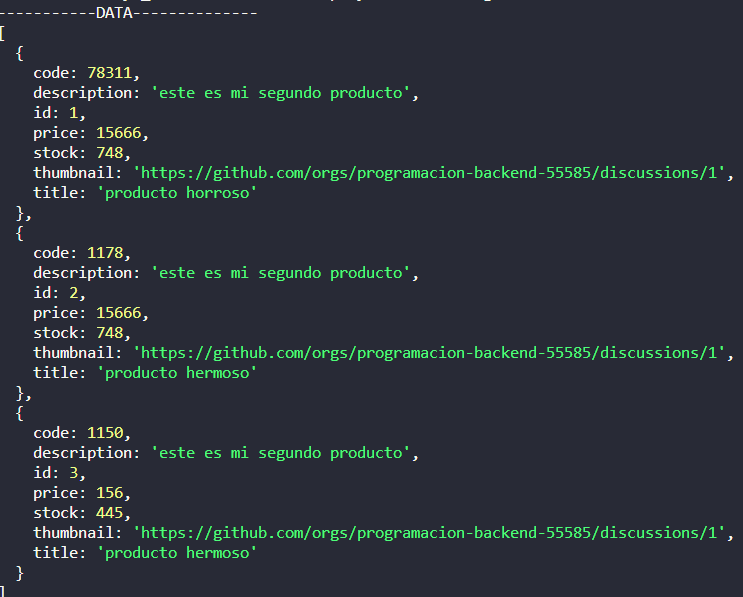 -----------DATA--------------
[
  {
    code: 78311,
    description: 'este es mi segundo producto',
    id: 1,
    price: 15666,
    stock: 748,
    thumbnail: 'https://github.com/orgs/programacion-backend-55585/discussions/1',
    title: 'producto horroso'
  },
  {
    code: 1178,
    description: 'este es mi segundo producto',
    id: 2,
    price: 15666,
    stock: 748,
    thumbnail: 'https://github.com/orgs/programacion-backend-55585/discussions/1',
    title: 'producto hermoso'
  },
  {
    code: 1150,
    description: 'este es mi segundo producto',
    id: 3,
    price: 156,
    stock: 445,
    thumbnail: 'https://github.com/orgs/programacion-backend-55585/discussions/1',
    title: 'producto hermoso'
  }
]